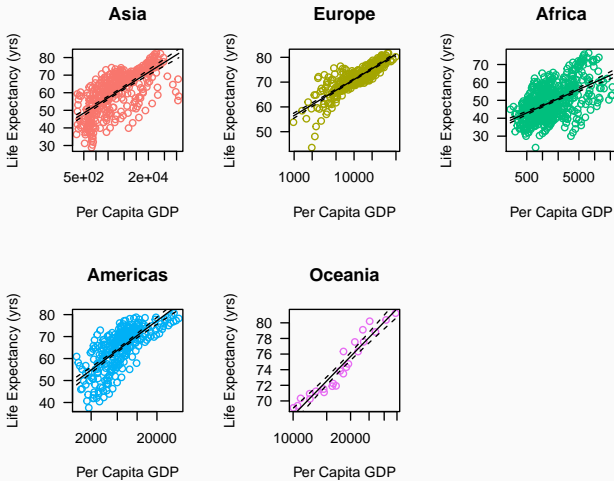 Asia
Life Expectancy (yrs)
80
70
60
50
40
30
5e+02 2e+04
Per Capita GDP
Europe
Life Expectancy (yrs)
80
70
60
50
1000 10000
Per Capita GDP
Africa
Life Expectancy (yrs)
70
60
50
40
30
500 5000
Per Capita GDP
Americas
Life Expectancy (yrs)
80
70
60
50
40
2000 20000
Per Capita GDP
Oceania
Life Expectancy (yrs)
80
78
76
74
72
70
10000 20000
Per Capita GDP